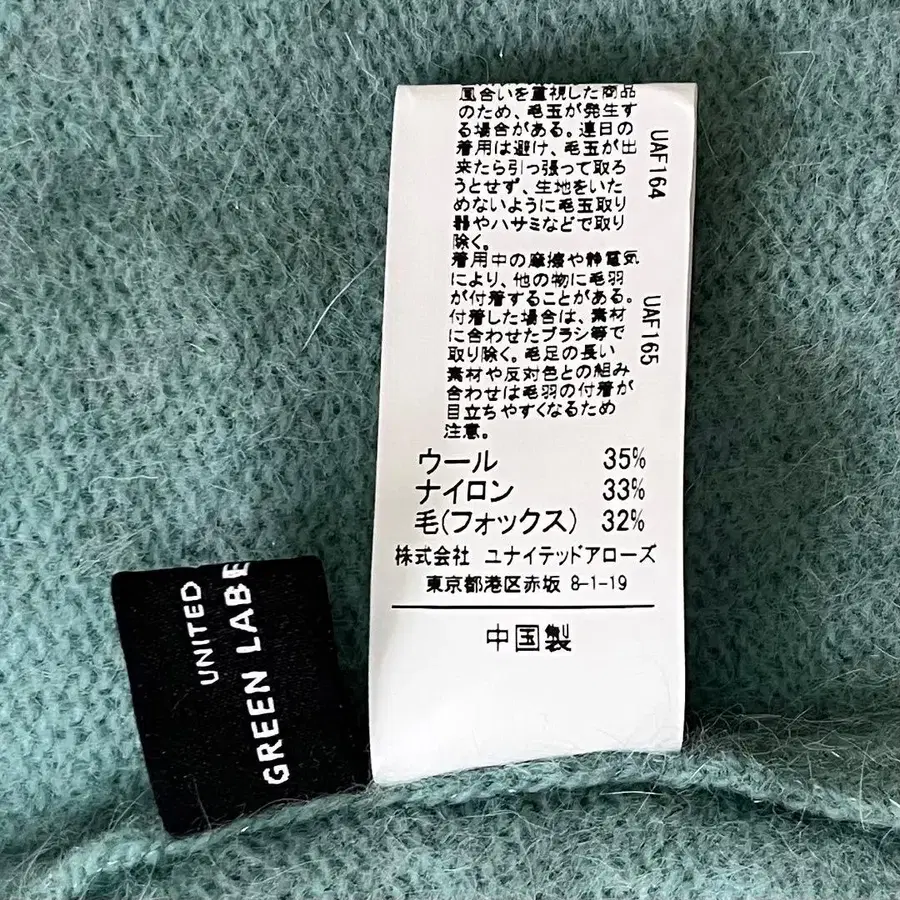 風合いを重視した商品
のため、毛玉が発生す
る場合がある。連日の
着用は避け、毛玉が出
来たら引っ張って取ろ
うとせず、生地をいた
めないように毛玉取り
器やハサミなどで取り
除く。
着用中の摩擦や静電気
により、他の物に毛羽
が付着することがある。
付着した場合は、素材
に合わせたブラシ等で
取り除く。毛足の長い
素材や反対色との組み
合わせは毛羽の付着が
目立ちやすくなるため
注意。
UAF164
UAF165
ウール 35%
ナイロン 33%
毛(フォックス) 32%
株式会社 ユナイテッドアローズ
東京都港区赤坂 8-1-19
中国製
UNITED
GREEN LABE